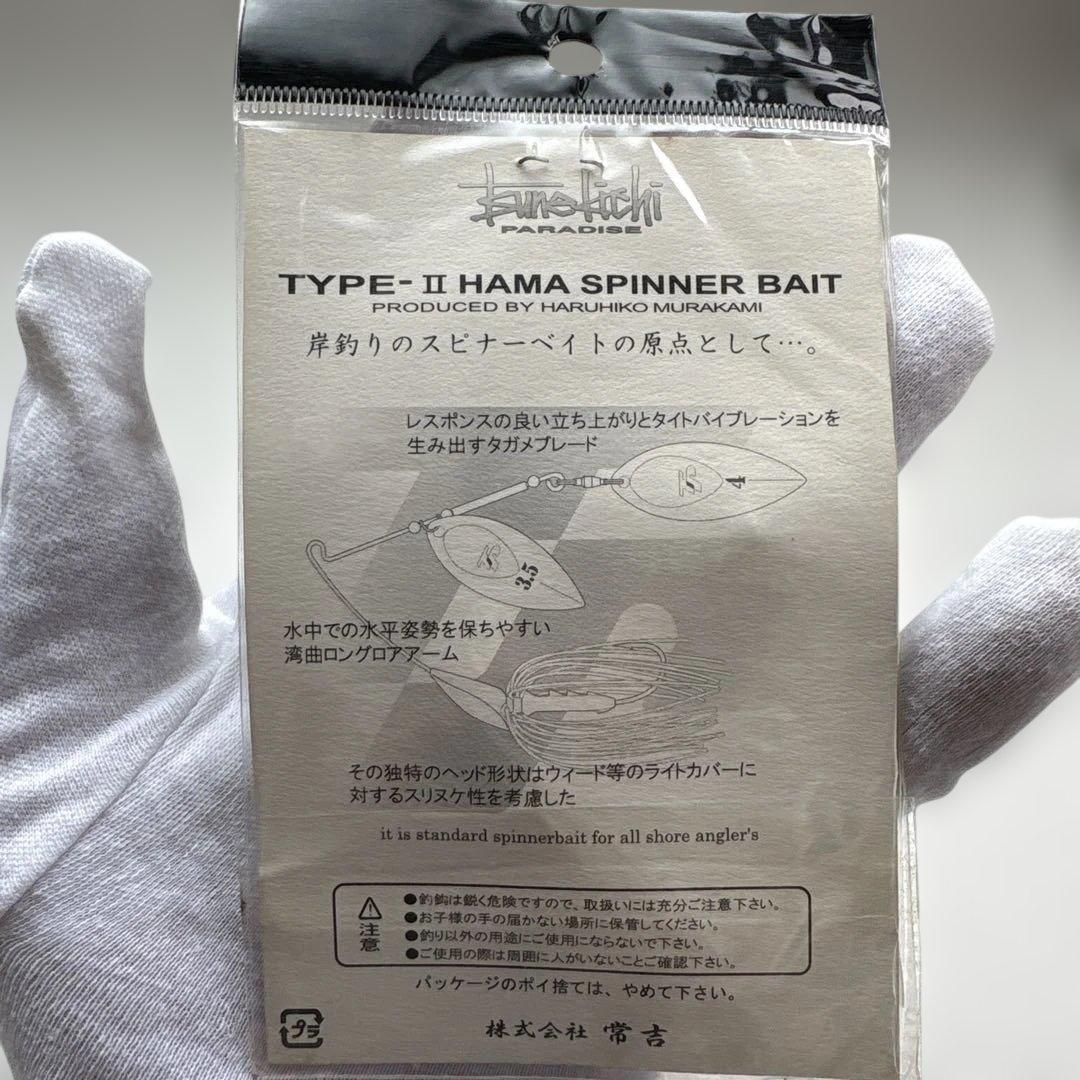 Tsunekichi
PARADISE
TYPE-Ⅱ HAMA SPINNER BAIT
PRODUCED BY HARUHIKO MURAKAMI
岸釣りのスピナーベイトの原点として…。
レスポンスの良い立ち上がりとタイトバイブレーションを
生み出すタガメブレード
TP 4
TP 3.5
水中での水平姿勢を保ちやすい
湾曲ロングロアアーム
その独特のヘッド形状はウィード等のライトカバーに
対するスリヌケ性を考慮した
it is standard spinnerbait for all shore angler's
注意
●釣鈎は鋭く危険ですので、取扱いには充分ご注意下さい。
●お子様の手の届かない場所に保管してください。
●釣り以外の用途にご使用にならないで下さい。
●ご使用の際は周囲に人がいないことご確認下さい。
パッケージのポイ捨ては、やめて下さい。
プラ
株式会社 常吉